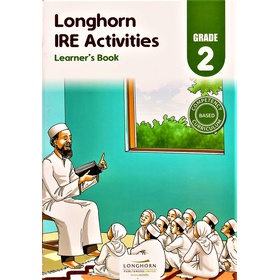 Longhorn
IRE Activities
Learner's Book
GRADE
2
COMPETENCY
BASED
CURRICULUM
LONGHORN